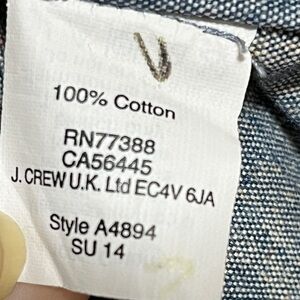 V
100% Cotton
RN77388
CA56445
J. CREW U.K. Ltd EC4V 6JA
Style A4894
SU 14